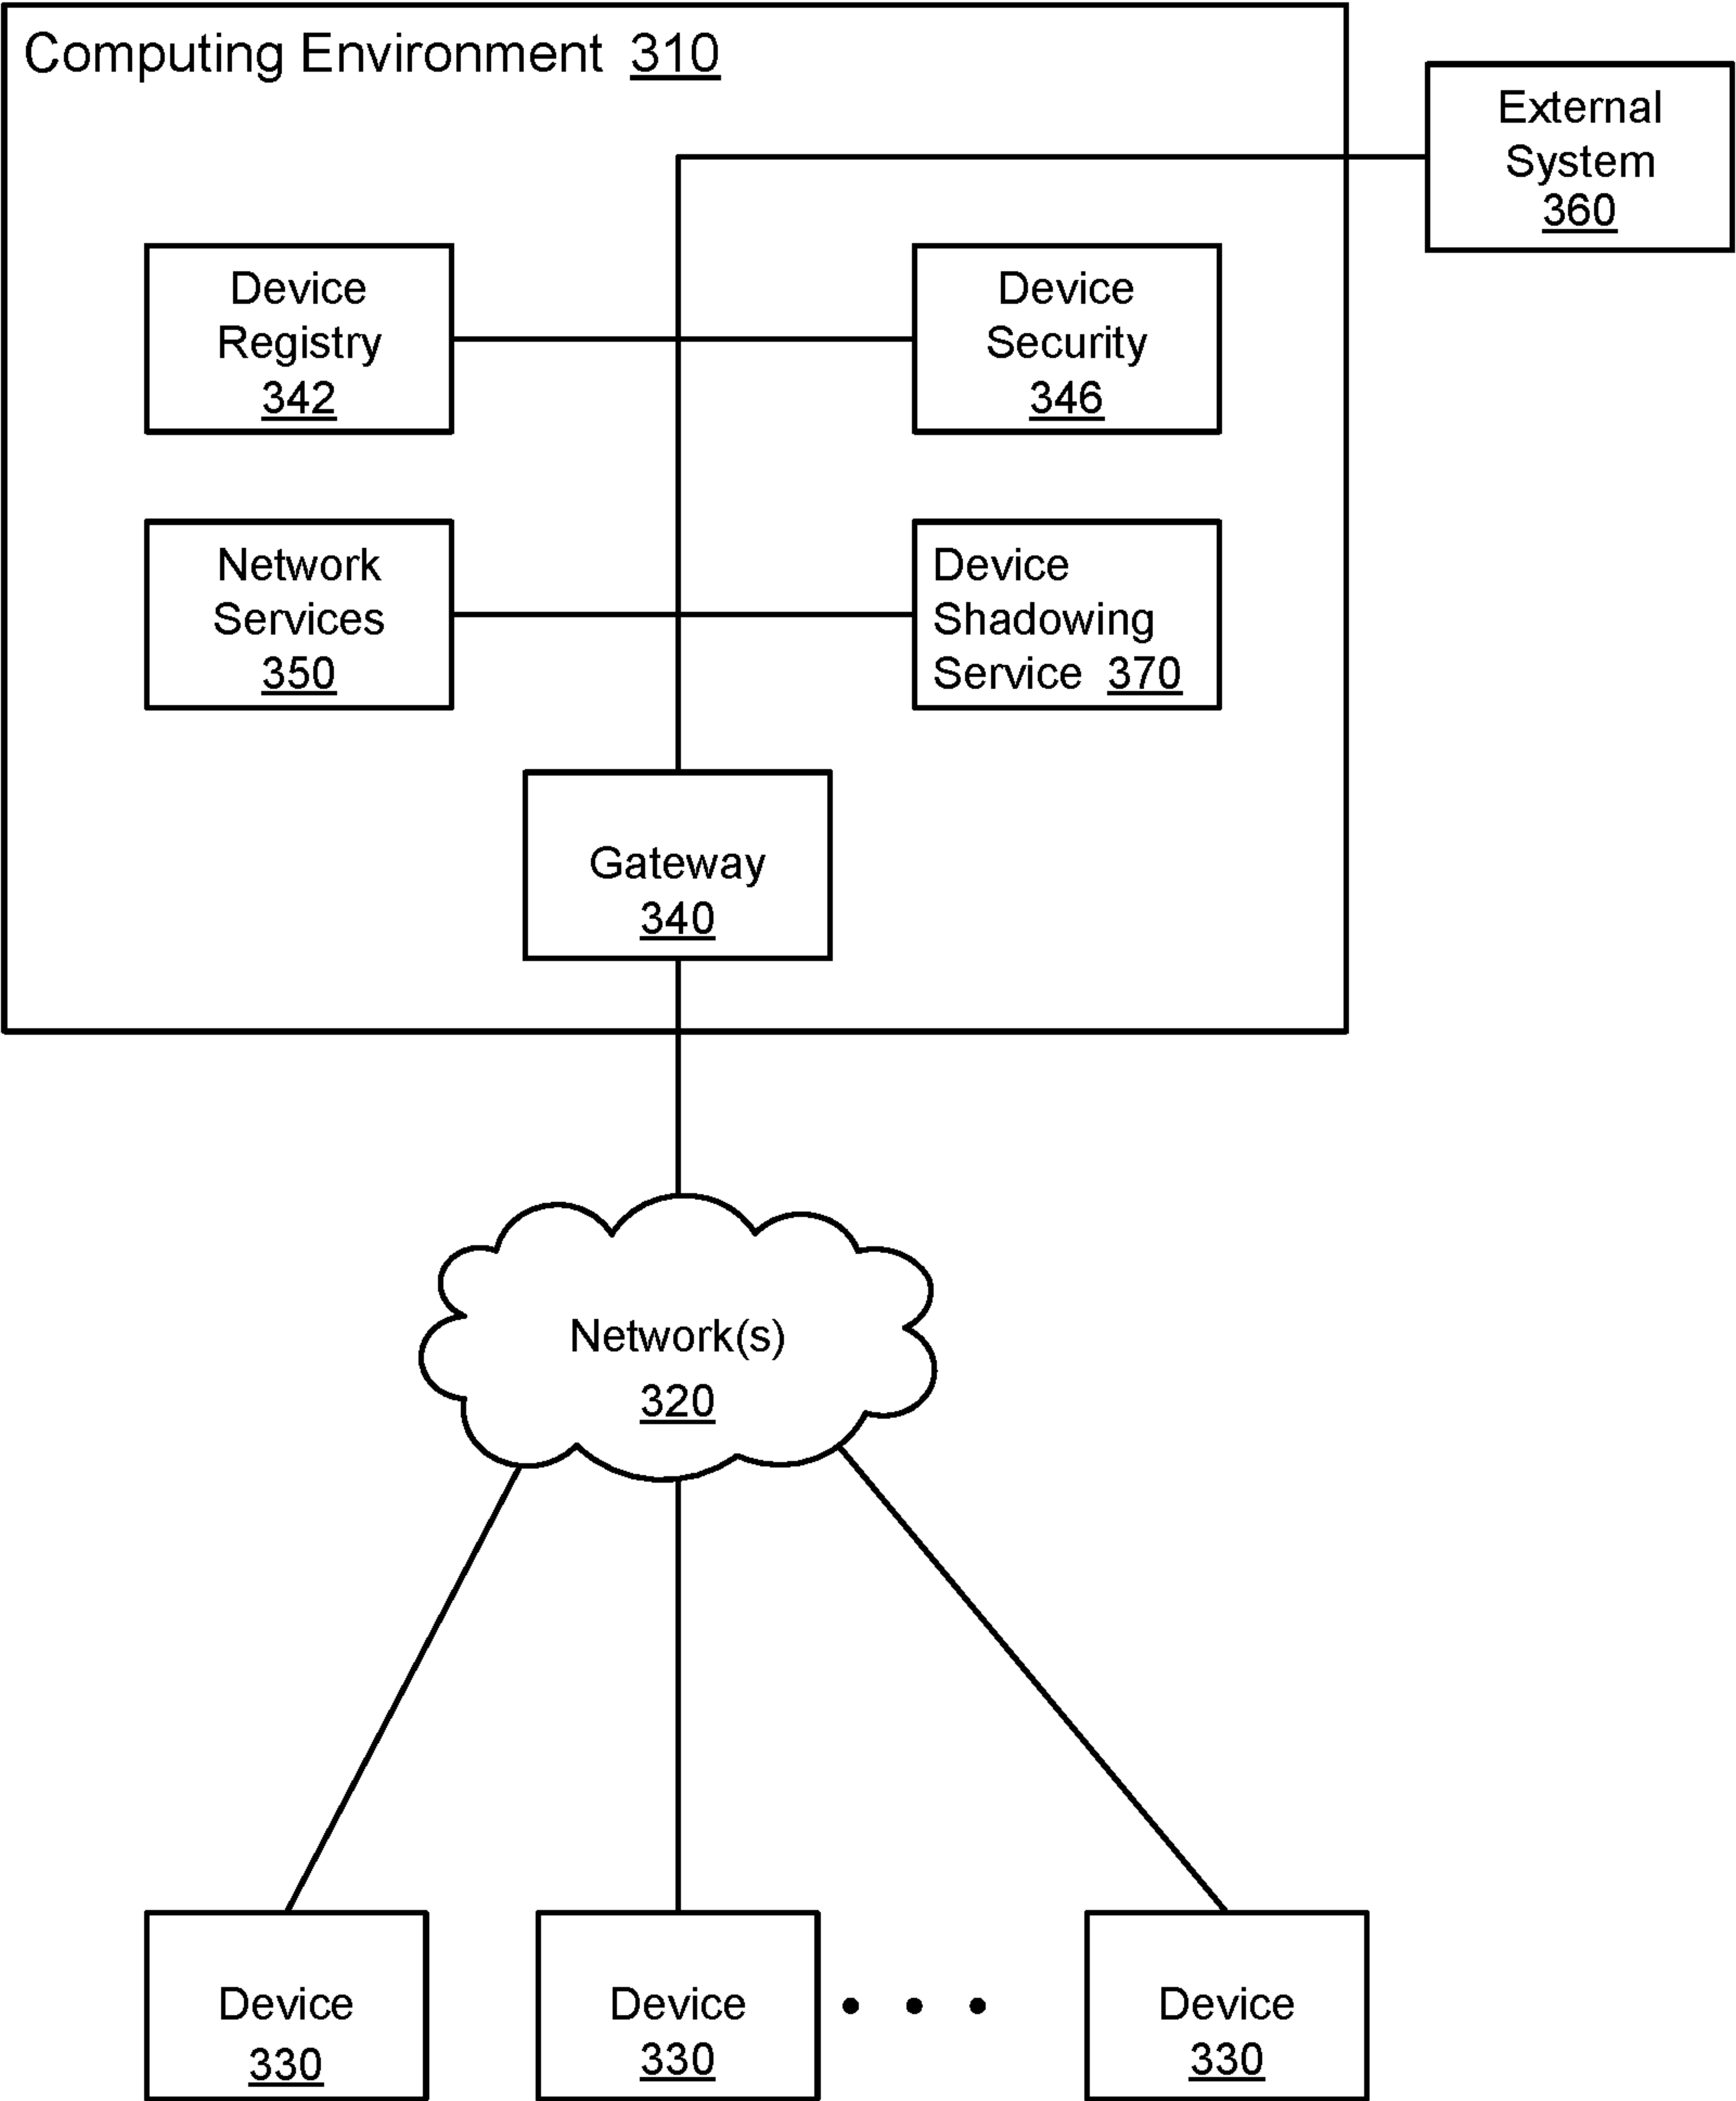 Computing Environment 310
External
System
360
Device
Registry
342
Device
Security
346
Network
Services
350
Device
Shadowing
Service 370
Gateway
340
Network(s)
320
Device
330
Device
330
Device
330